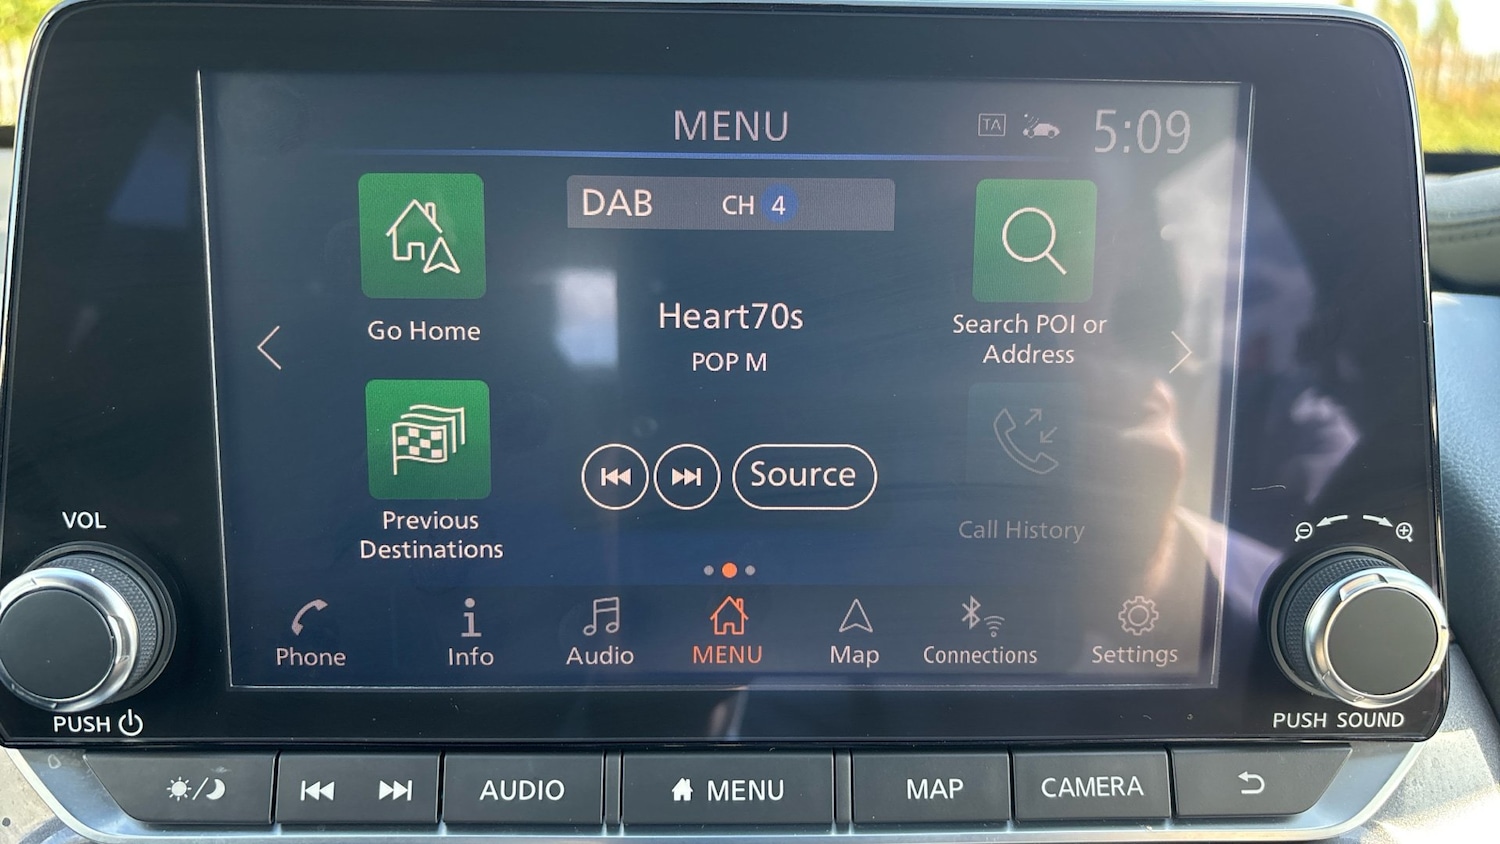 MENU
TA
5:09
DAB CH 4
Go Home
Heart70s
POP M
Search POI or
Address
Source
Previous
Destinations
Call History
Phone
Info
Audio
MENU
Map
Connections
Settings
VOL
PUSH
PUSH SOUND
AUDIO
MENU
MAP
CAMERA